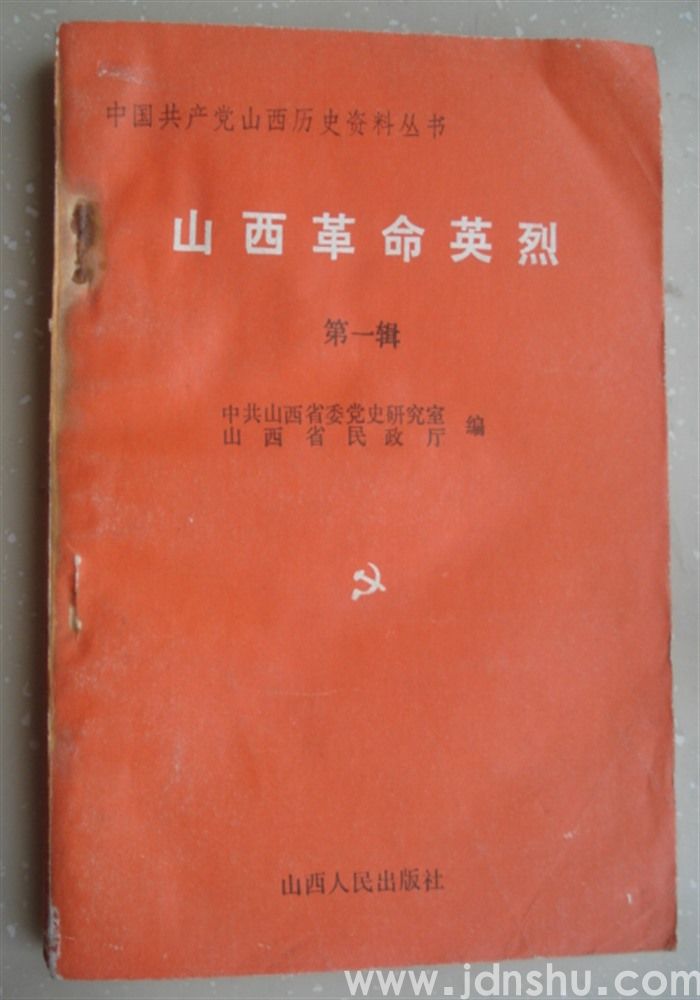 中国共产党山西历史资料丛书
山西革命英烈
第一辑
中共山西省委党史研究室
山西省民政厅 编
山西人民出版社
www.jdnshu.com